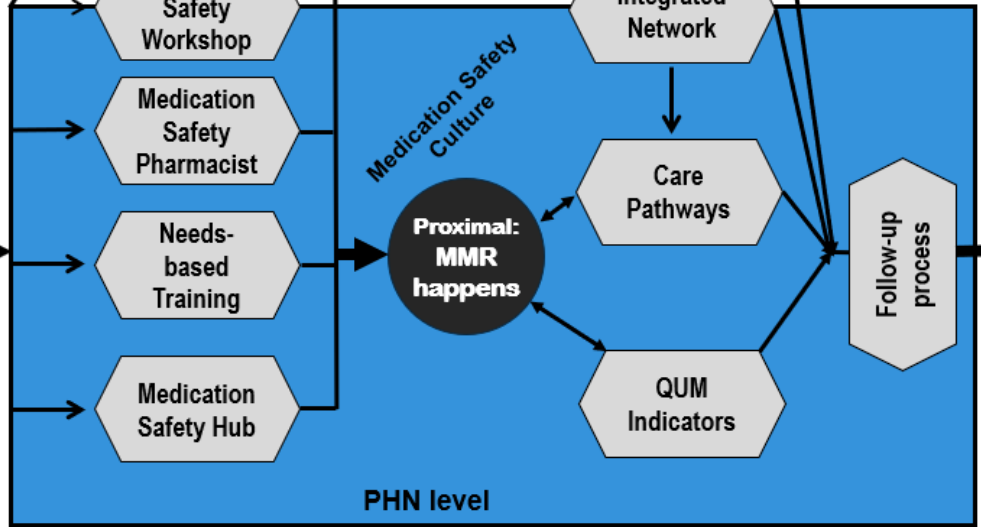 Safety
Workshop
Medication
Safety
Pharmacist
Needs-
based
Training
Medication
Safety Hub
Medication Safety
Culture
Proximal:
MMR
happens
Integrated
Network
Care
Pathways
QUM
Indicators
Follow-up
process
PHN level